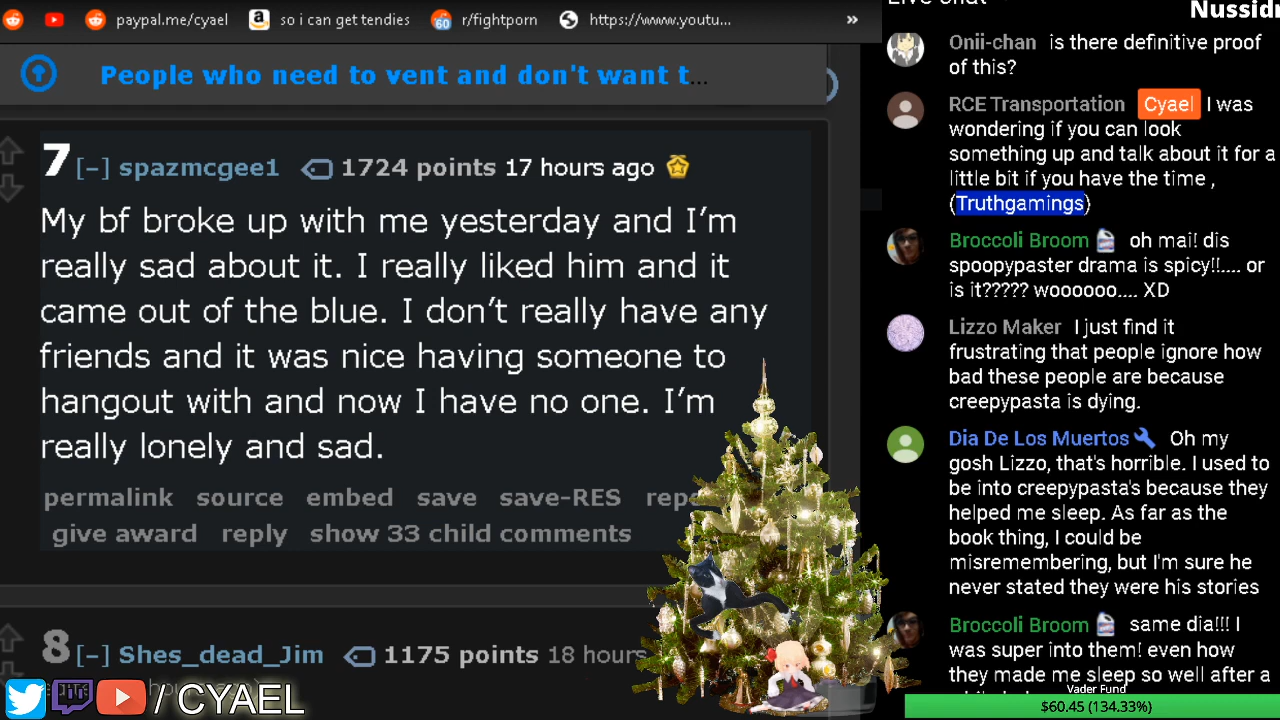 paypal.me/cyael so i can get tendies r/fightporn https://www.youtu... »
People who need to vent and don't want t...
7 [–] spazmcgee1 1724 points 17 hours ago
My bf broke up with me yesterday and I’m
really sad about it. I really liked him and it
came out of the blue. I don’t really have any
friends and it was nice having someone to
hangout with and now I have no one. I’m
really lonely and sad.
permalink source embed save save-RES
give award reply show 33 child comments
8 [–] Shes_dead_Jim 1175 points 18 hours
/ CYAEL
Nussid
Onii-chan is there definitive proof
of this?
RCE Transportation Cyael I was
wondering if you can look
something up and talk about it for a
little bit if you have the time ,
(Truthgamings)
Broccoli Broom oh mai! dis
spoopypaster drama is spicy!!.... or
is it????? woooooo.... XD
Lizzo Maker I just find it
frustrating that people ignore how
bad these people are because
creepypasta is dying.
Dia De Los Muertos Oh my
gosh Lizzo, that's horrible. I used to
be into creepypasta's because they
helped me sleep. As far as the
book thing, I could be
misremembering, but I'm sure he
never stated they were his stories
Broccoli Broom same dia!!! I
was super into them! even how
they made me sleep so well after a
Vader Fund
$60.45 (134.33%)